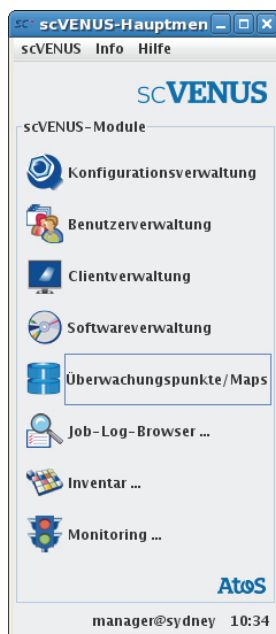 scVENUS-Hauptmen
scVENUS Info Hilfe
scVENUS
scVENUS-Module
Konfigurationsverwaltung
Benutzerverwaltung
Clientverwaltung
Softwareverwaltung
Überwachungspunkte/Maps
Job-Log-Browser ...
Inventar ...
Monitoring ...
Atos
manager@sydney 10:34